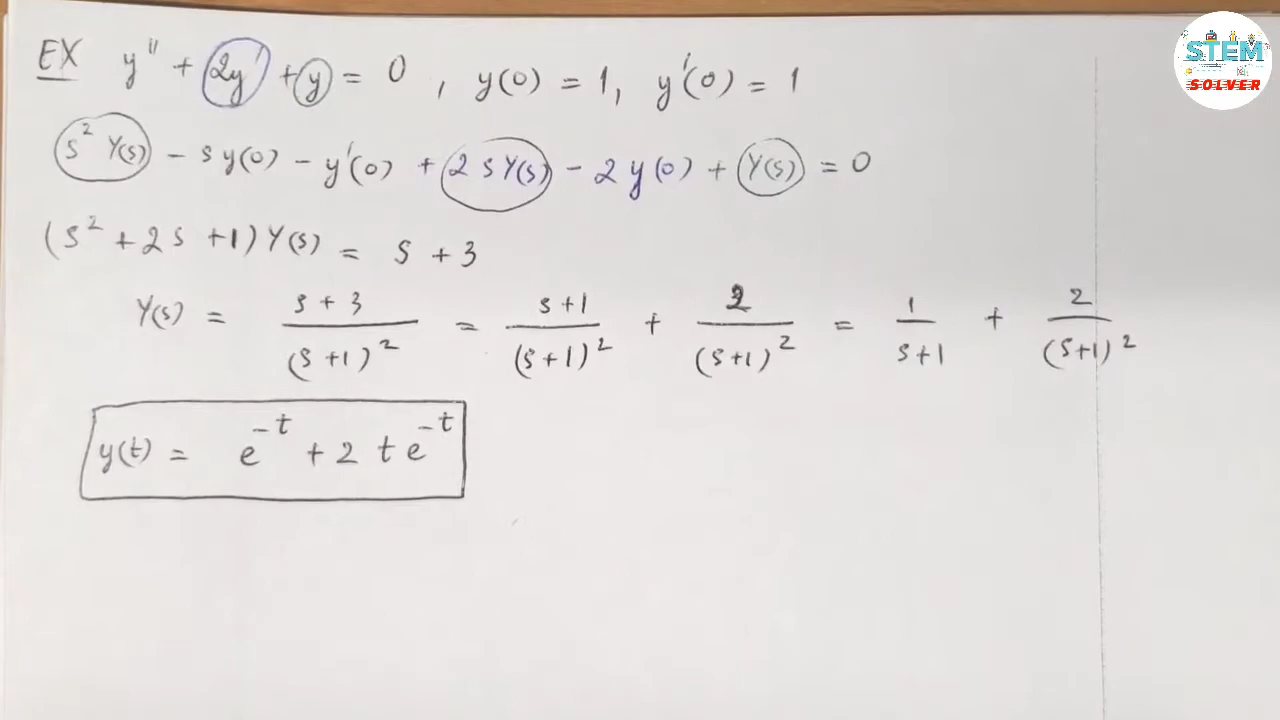 EX y'' + 2y' + y = 0 , y(0) = 1, y'(0) = 1
s² Y(s) - s y(0) - y'(0) + 2 s Y(s) - 2 y(0) + Y(s) = 0
(s² + 2s + 1) Y(s) = s + 3
Y(s) = (s + 3)/(s+1)² = (s+1)/(s+1)² + 2/(s+1)² = 1/(s+1) + 2/(s+1)²
y(t) = e^-t + 2 t e^-t
STEM
SOLVER